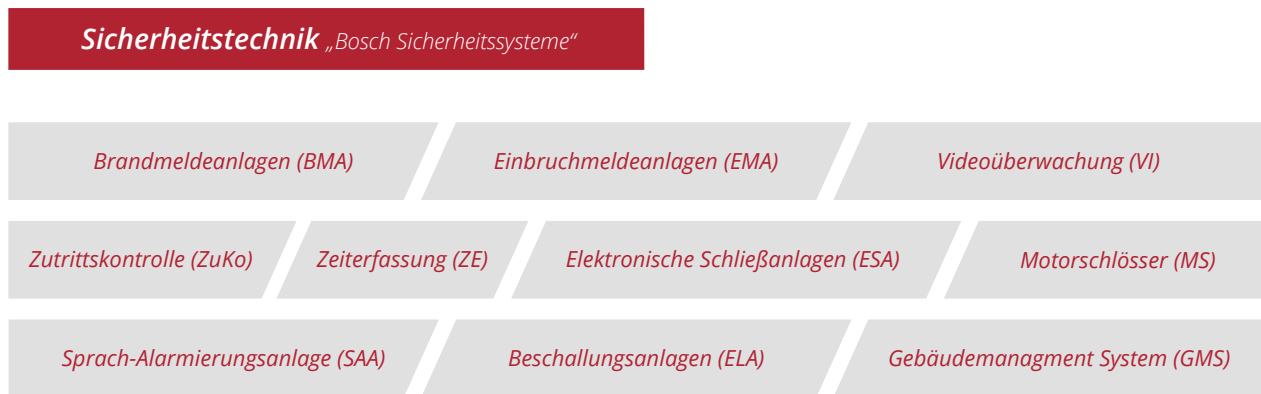 Sicherheitstechnik „Bosch Sicherheitssysteme“
Brandmeldeanlagen (BMA) Einbruchmeldeanlagen (EMA) Videoüberwachung (VI)
Zutrittskontrolle (ZuKo) Zeiterfassung (ZE) Elektronische Schließanlagen (ESA) Motorschlösser (MS)
Sprach-Alarmierungsanlage (SAA) Beschallungsanlagen (ELA) Gebäudemanagment System (GMS)